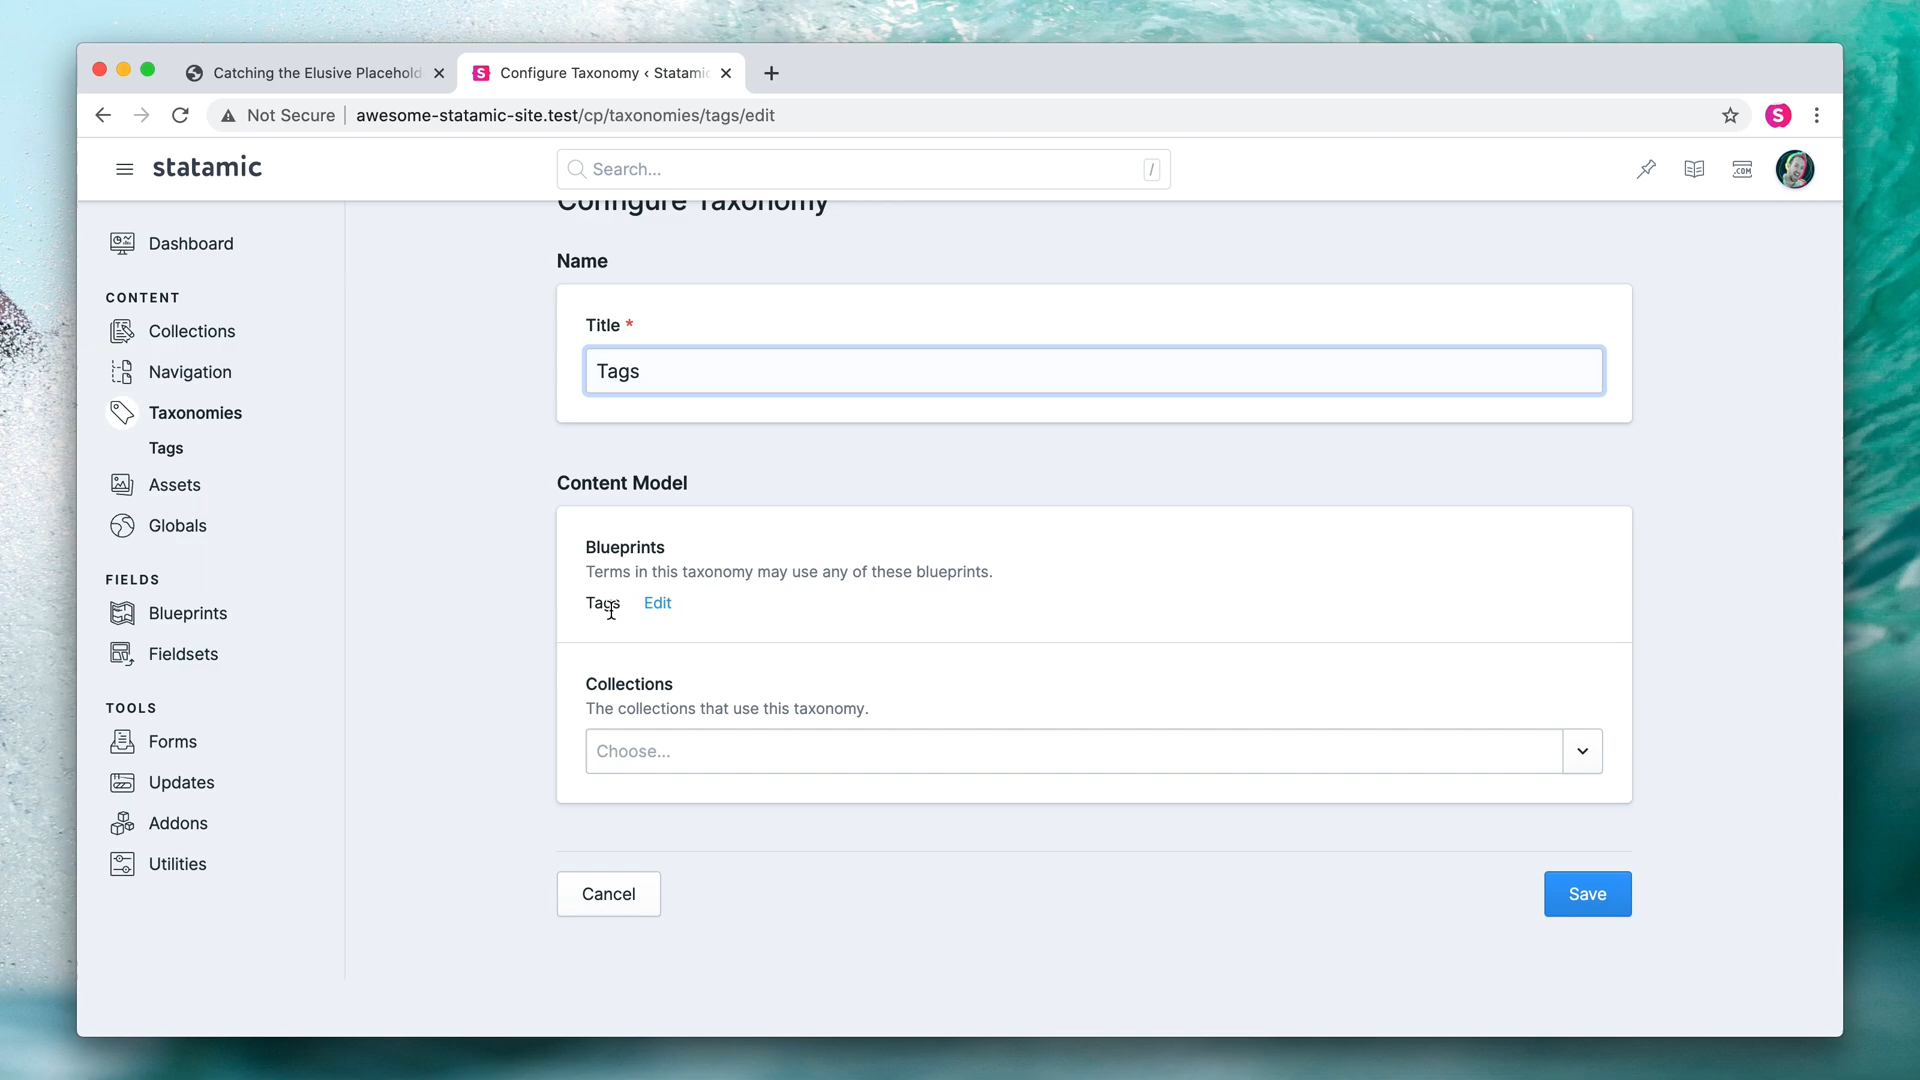 Catching the Elusive Placehold
Configure Taxonomy ‹ Statamic
Not Secure
awesome-statamic-site.test/cp/taxonomies/tags/edit
S
statamic
Search...
/
.COM
Configure Taxonomy
Dashboard
CONTENT
Collections
Navigation
Taxonomies
Tags
Assets
Globals
FIELDS
Blueprints
Fieldsets
TOOLS
Forms
Updates
Addons
Utilities
Name
Title *
Tags
Content Model
Blueprints
Terms in this taxonomy may use any of these blueprints.
Tags Edit
Collections
The collections that use this taxonomy.
Choose...
Cancel
Save